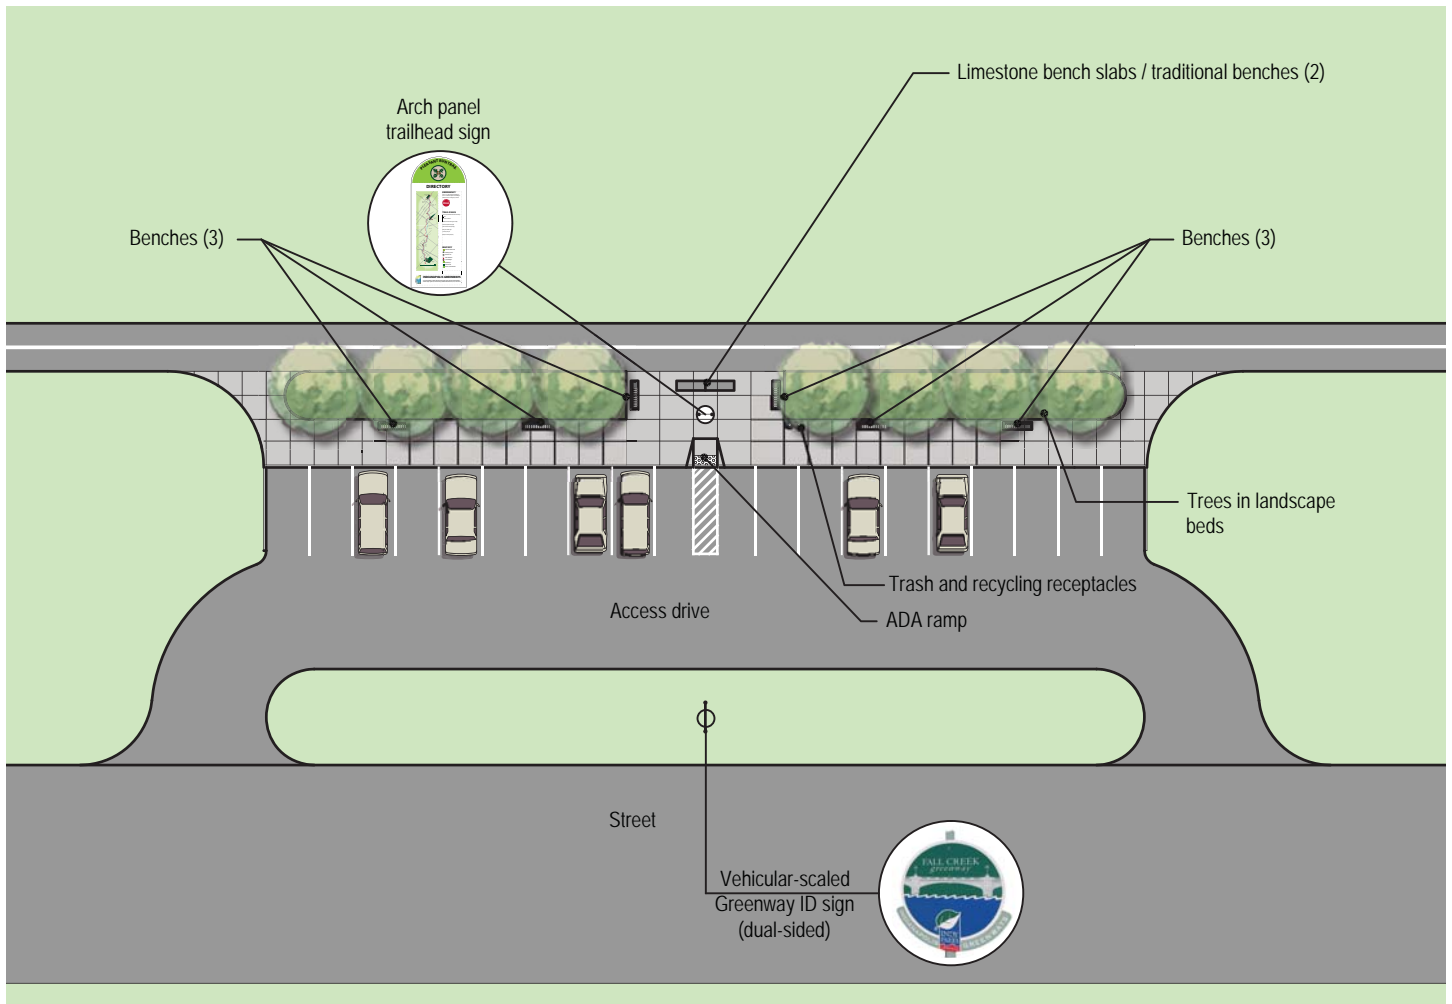 Limestone bench slabs / traditional benches (2)
Arch panel
trailhead sign
DIRECTORY
Benches (3)
Benches (3)
Trees in landscape
beds
Trash and recycling receptacles
ADA ramp
Access drive
Street
Vehicular-scaled
Greenway ID sign
(dual-sided)
FALL CREEK
greenway